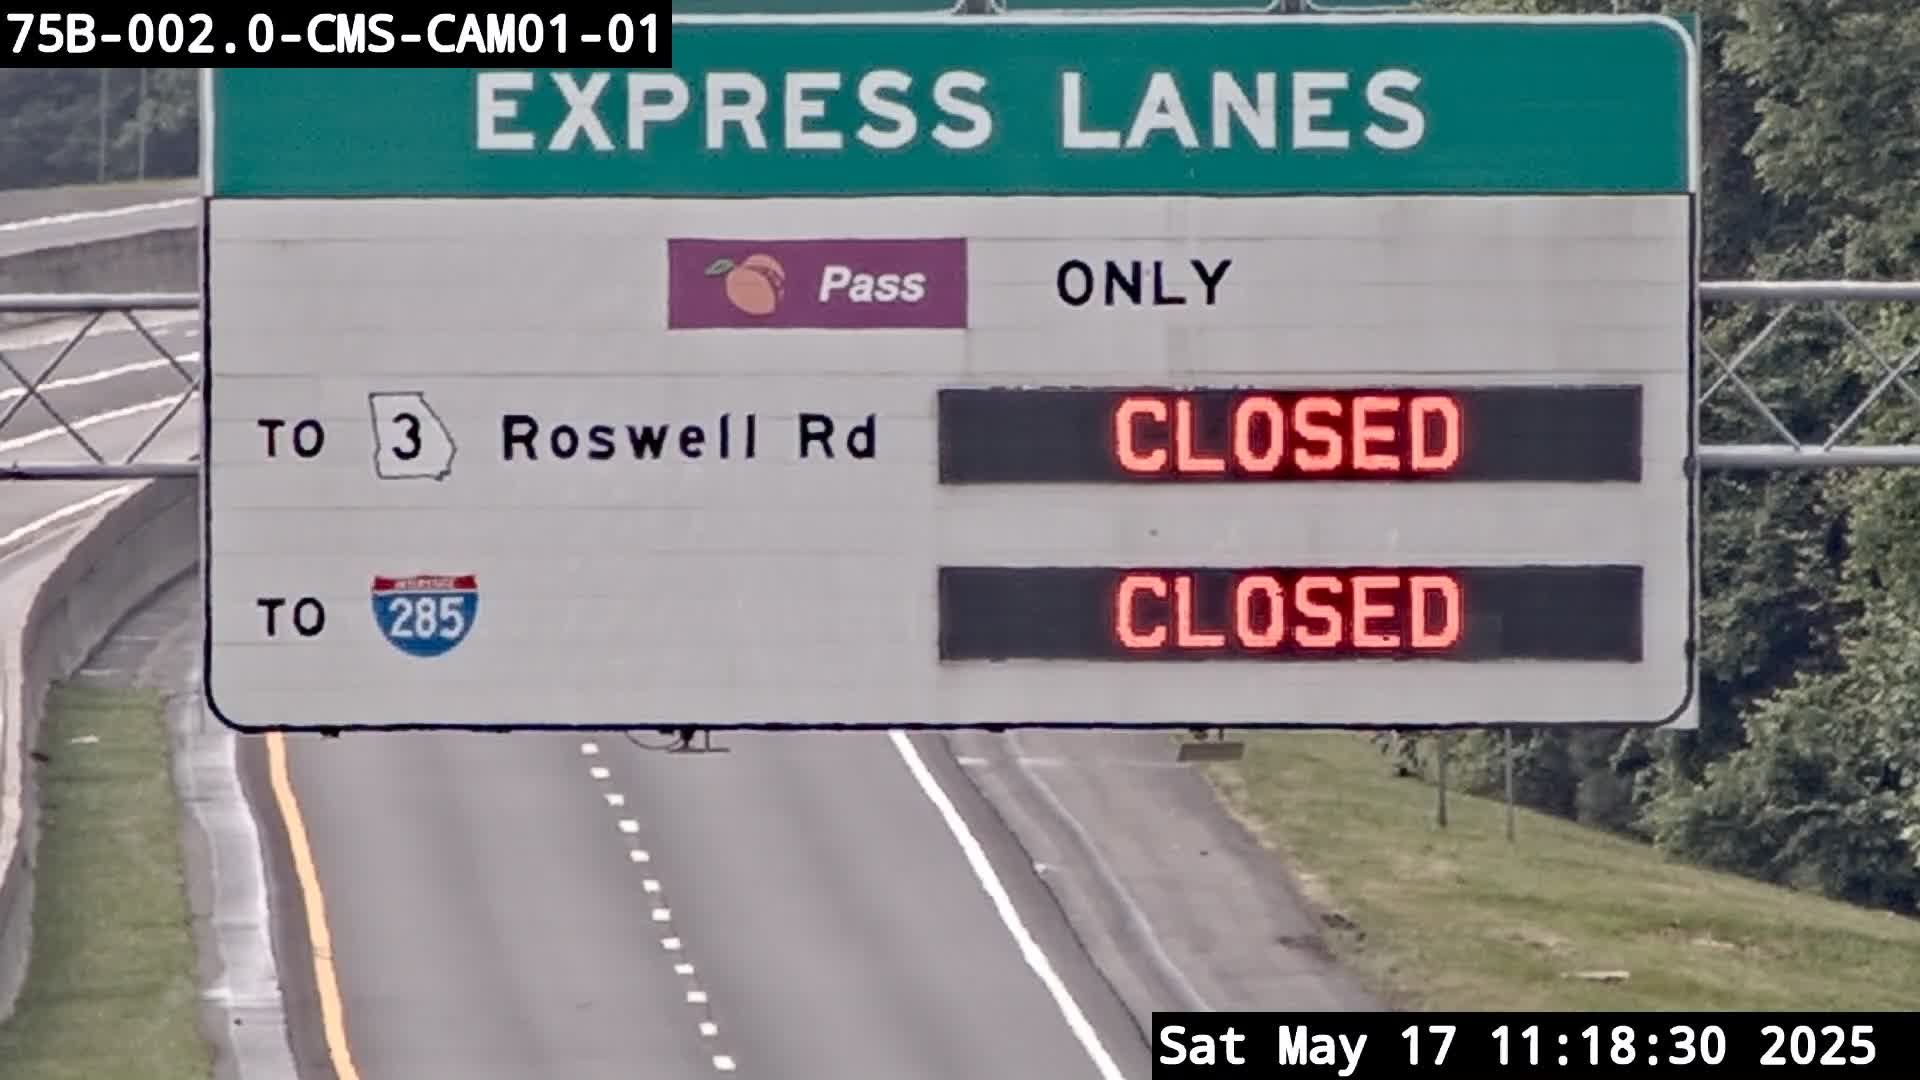 75B-002.0-CMS-CAM01-01
EXPRESS LANES
Pass ONLY
TO 3 Roswell Rd CLOSED
INTERSTATE
TO 285 CLOSED
Sat May 17 11:18:30 2025